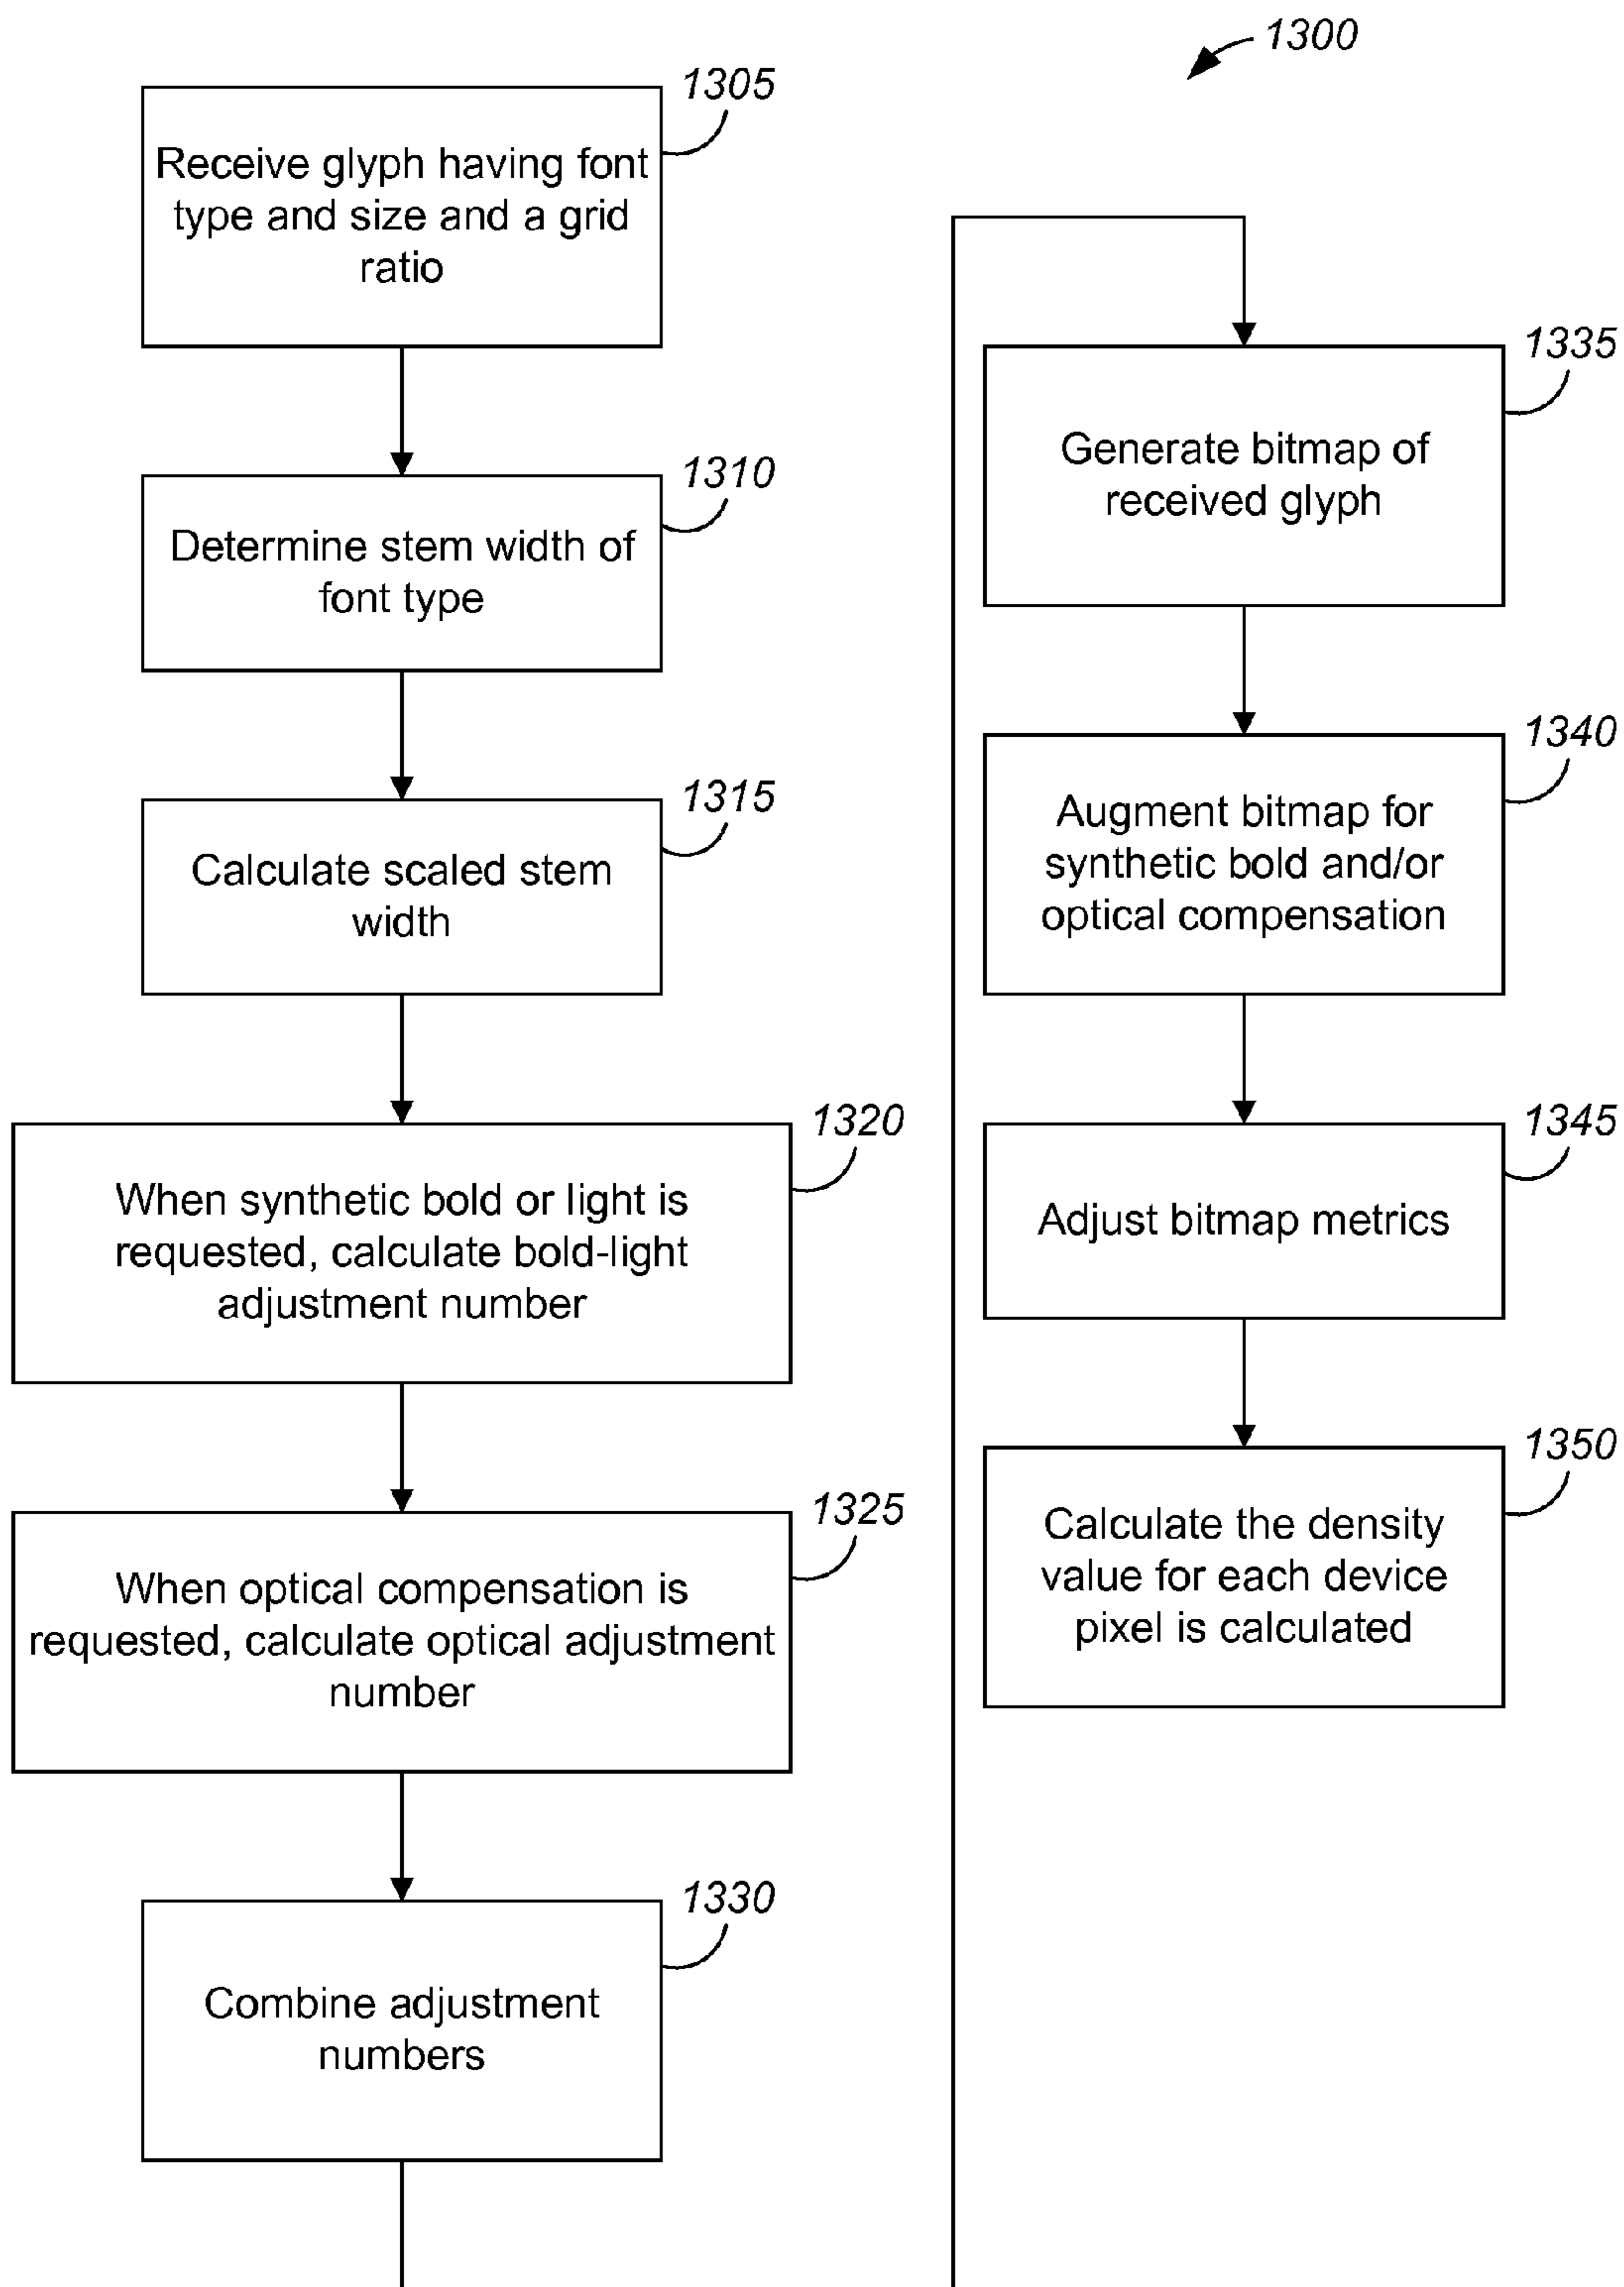 1300
1305
Receive glyph having font
type and size and a grid
ratio
1310
Determine stem width of
font type
1315
Calculate scaled stem
width
1320
When synthetic bold or light is
requested, calculate bold-light
adjustment number
1325
When optical compensation is
requested, calculate optical adjustment
number
1330
Combine adjustment
numbers
1335
Generate bitmap of
received glyph
1340
Augment bitmap for
synthetic bold and/or
optical compensation
1345
Adjust bitmap metrics
1350
Calculate the density
value for each device
pixel is calculated